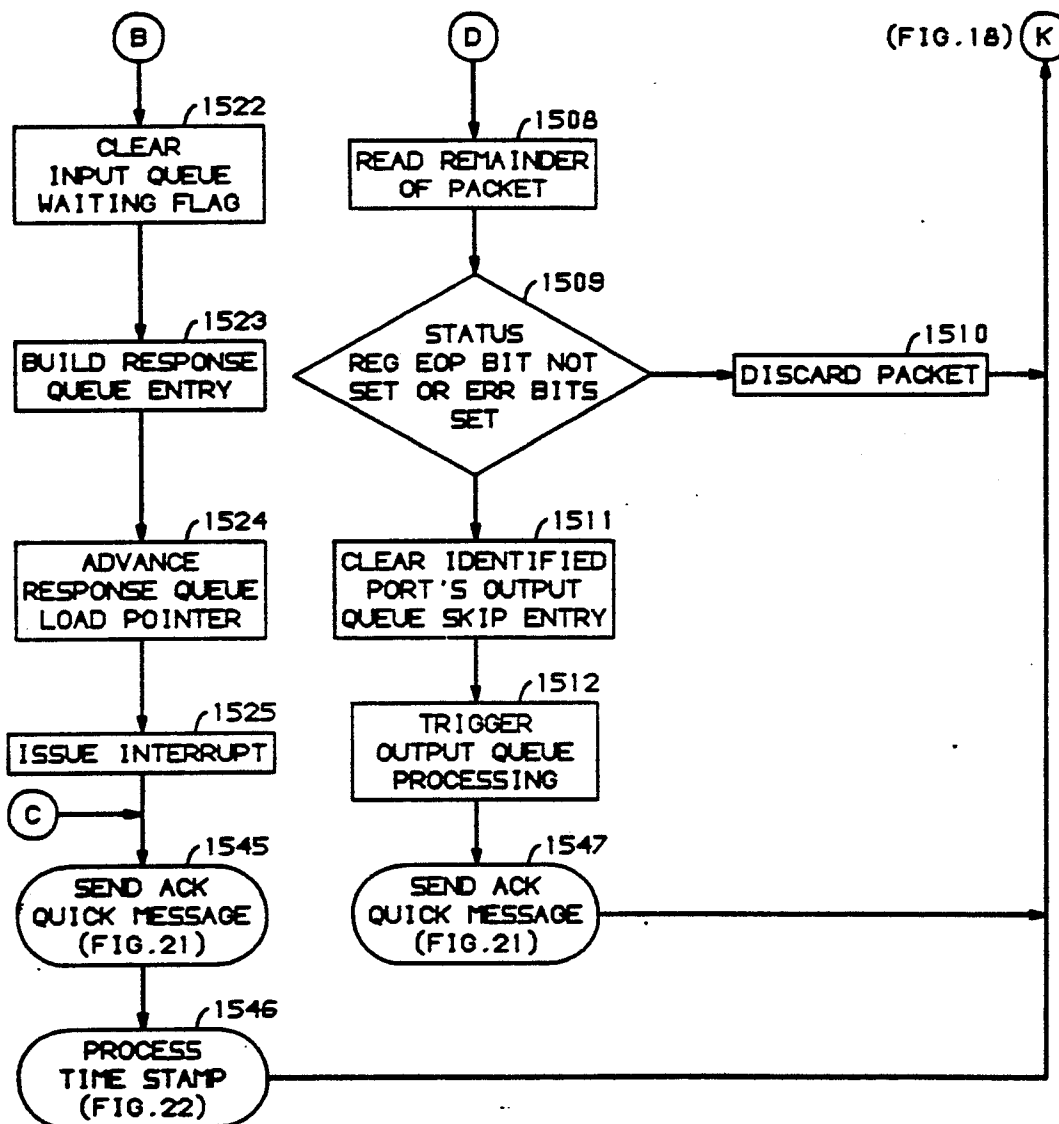 B
1522
CLEAR
INPUT QUEUE
WAITING FLAG
1523
BUILD RESPONSE
QUEUE ENTRY
1524
ADVANCE
RESPONSE QUEUE
LOAD POINTER
1525
ISSUE INTERRUPT
C
1545
SEND ACK
QUICK MESSAGE
(FIG.21)
1546
PROCESS
TIME STAMP
(FIG.22)
D
1508
READ REMAINDER
OF PACKET
1509
STATUS
REG EOP BIT NOT
SET OR ERR BITS
SET
1510
DISCARD PACKET
1511
CLEAR IDENTIFIED
PORT'S OUTPUT
QUEUE SKIP ENTRY
1512
TRIGGER
OUTPUT QUEUE
PROCESSING
1547
SEND ACK
QUICK MESSAGE
(FIG.21)
(FIG.18) K